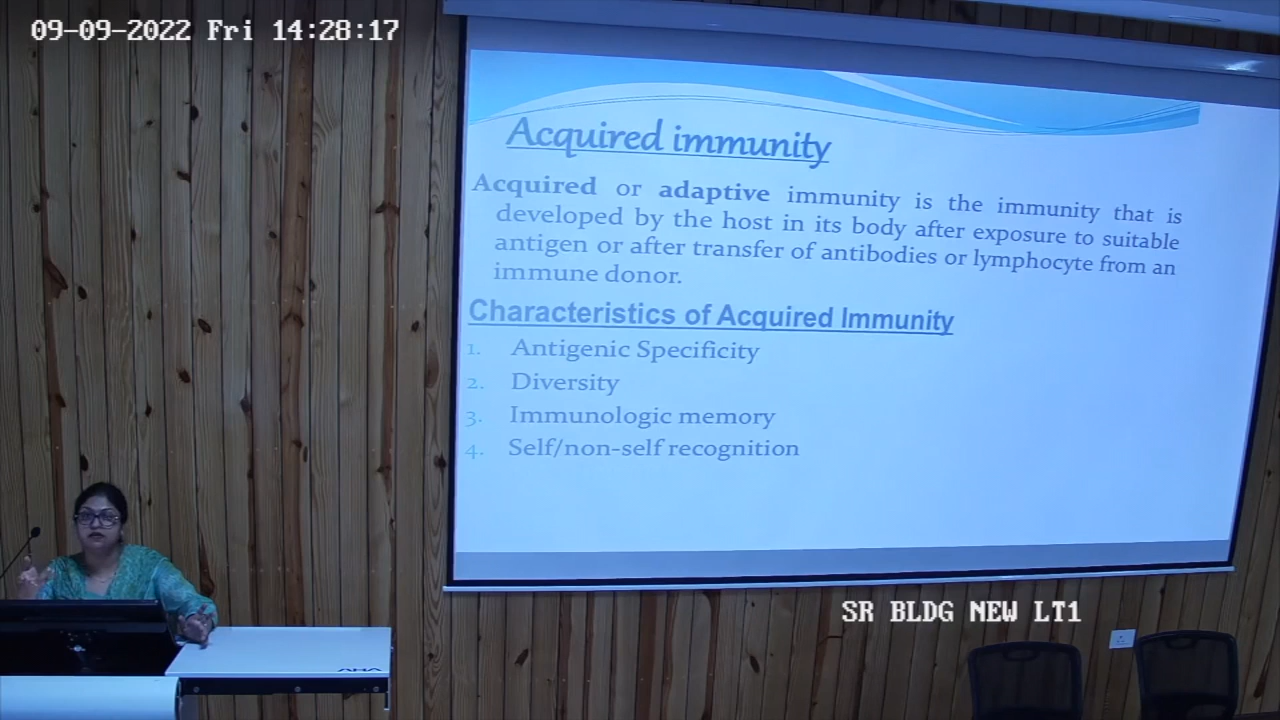 09-09-2022 Fri 14:28:17
Acquired immunity
Acquired or adaptive immunity is the immunity that is
developed by the host in its body after exposure to suitable
antigen or after transfer of antibodies or lymphocyte from an
immune donor.
Characteristics of Acquired Immunity
1. Antigenic Specificity
2. Diversity
3. Immunologic memory
4. Self/non-self recognition
SR BLDG NEW LT1
AHA